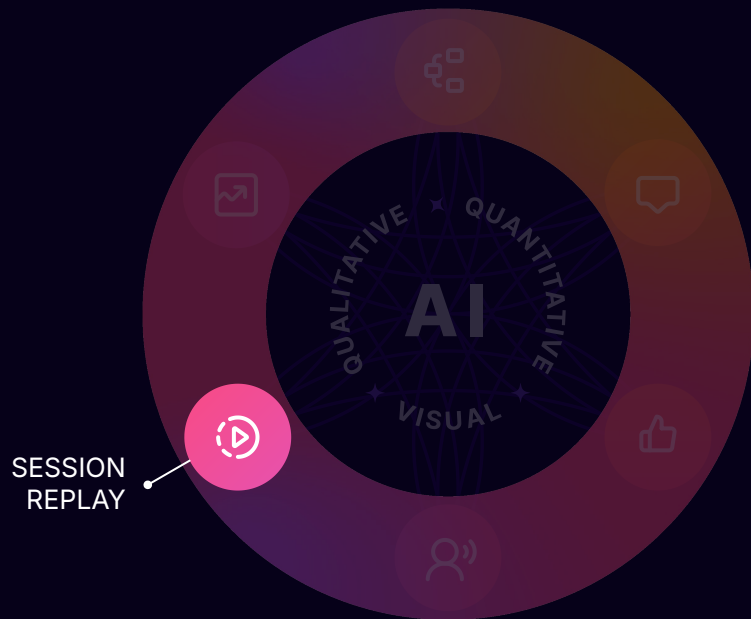 QUALITATIVE
QUANTITATIVE
AI
VISUAL
SESSION
REPLAY